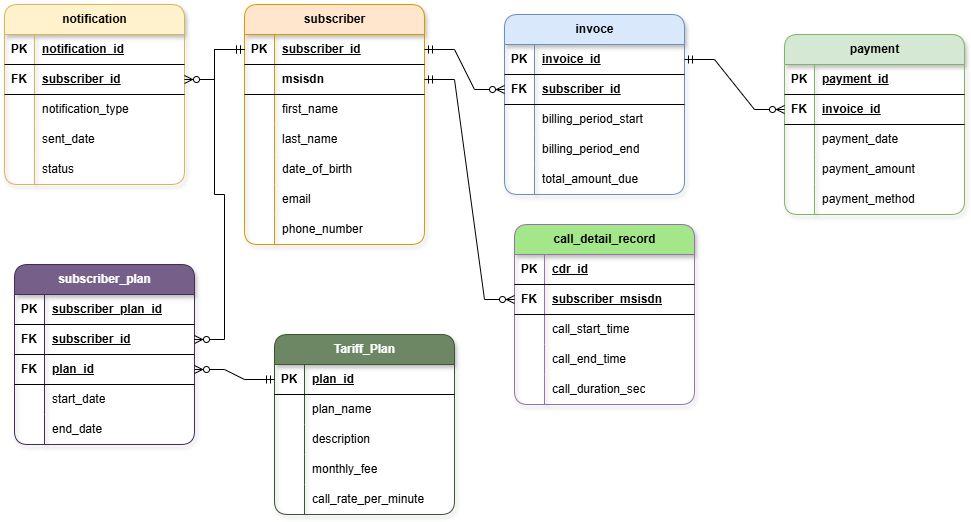 notification
PK notification_id
FK subscriber_id
notification_type
sent_date
status
subscriber
PK subscriber_id
msisdn
first_name
last_name
date_of_birth
email
phone_number
invoce
PK invoice_id
FK subscriber_id
billing_period_start
billing_period_end
total_amount_due
payment
PK payment_id
FK invoice_id
payment_date
payment_amount
payment_method
subscriber_plan
PK subscriber_plan_id
FK subscriber_id
FK plan_id
start_date
end_date
Tariff_Plan
PK plan_id
plan_name
description
monthly_fee
call_rate_per_minute
call_detail_record
PK cdr_id
FK subscriber_msisdn
call_start_time
call_end_time
call_duration_sec